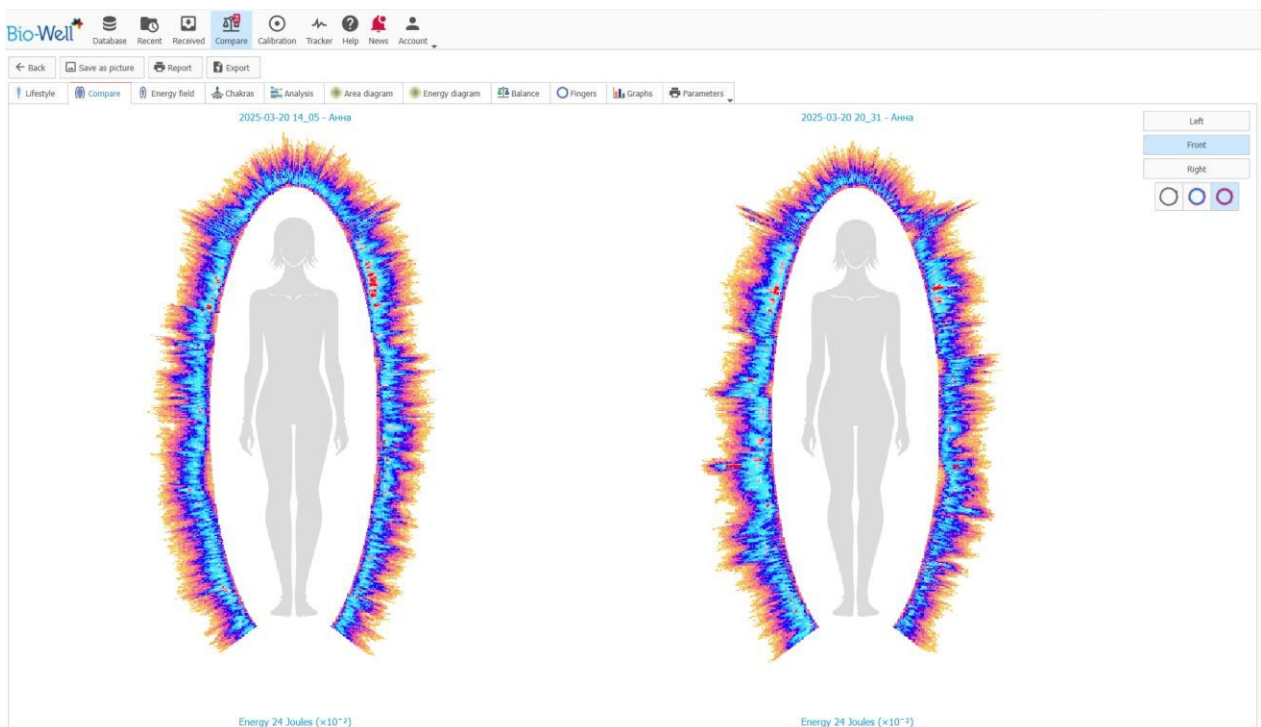 Bio-Well
Database Recent Received Compare Calibration Tracker Help News Account
Back Save as picture Report Export
Lifestyle Compare Energy field Chakras Analysis Area diagram Energy diagram Balance Fingers Graphs Parameters
2025-03-20 14_05 - Анна
2025-03-20 20_31 - Анна
Left
Front
Right
Energy 24 Joules (×10⁻²)
Energy 24 Joules (×10⁻²)